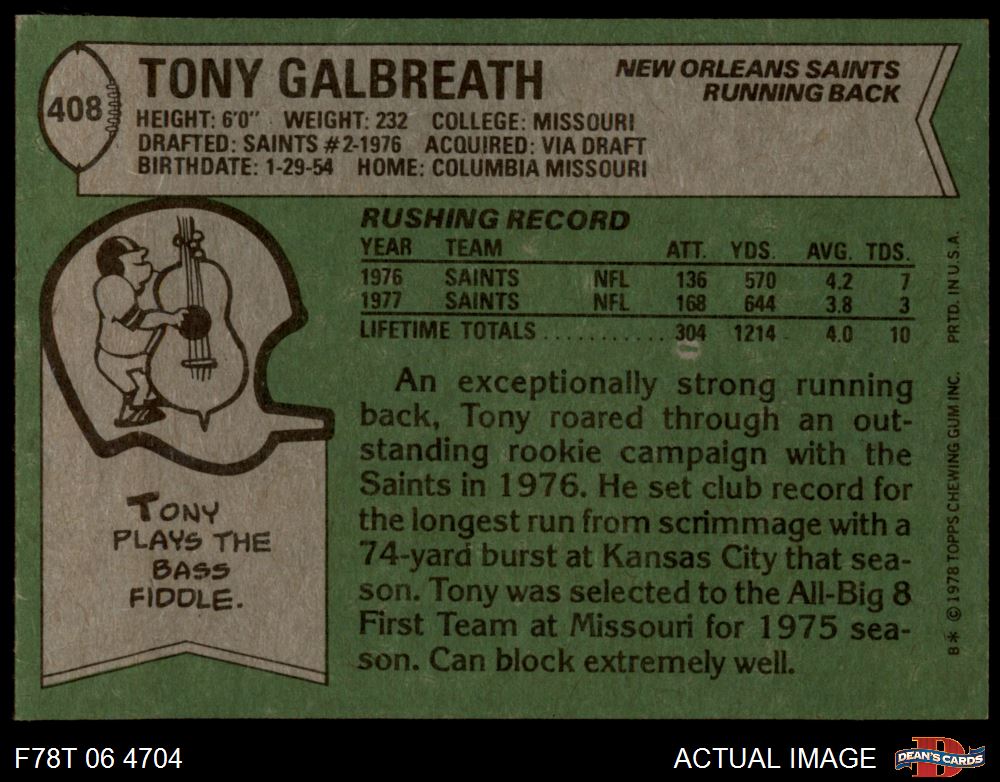 408
TONY GALBREATH
NEW ORLEANS SAINTS
RUNNING BACK
HEIGHT: 6'0" WEIGHT: 232 COLLEGE: MISSOURI
DRAFTED: SAINTS #2-1976 ACQUIRED: VIA DRAFT
BIRTHDATE: 1-29-54 HOME: COLUMBIA MISSOURI
RUSHING RECORD
YEAR TEAM ATT. YDS. AVG. TDS.
1976 SAINTS NFL 136 570 4.2 7
1977 SAINTS NFL 168 644 3.8 3
LIFETIME TOTALS ........... 304 1214 4.0 10
An exceptionally strong running
back, Tony roared through an out-
standing rookie campaign with the
Saints in 1976. He set club record for
the longest run from scrimmage with a
74-yard burst at Kansas City that sea-
son. Tony was selected to the All-Big 8
First Team at Missouri for 1975 sea-
son. Can block extremely well.
TONY
PLAYS THE
BASS
FIDDLE.
8* © 1978 TOPPS CHEWING GUM INC. PRTD. IN U.S.A.
F78T 06 4704
ACTUAL IMAGE
D
DEAN'S CARDS